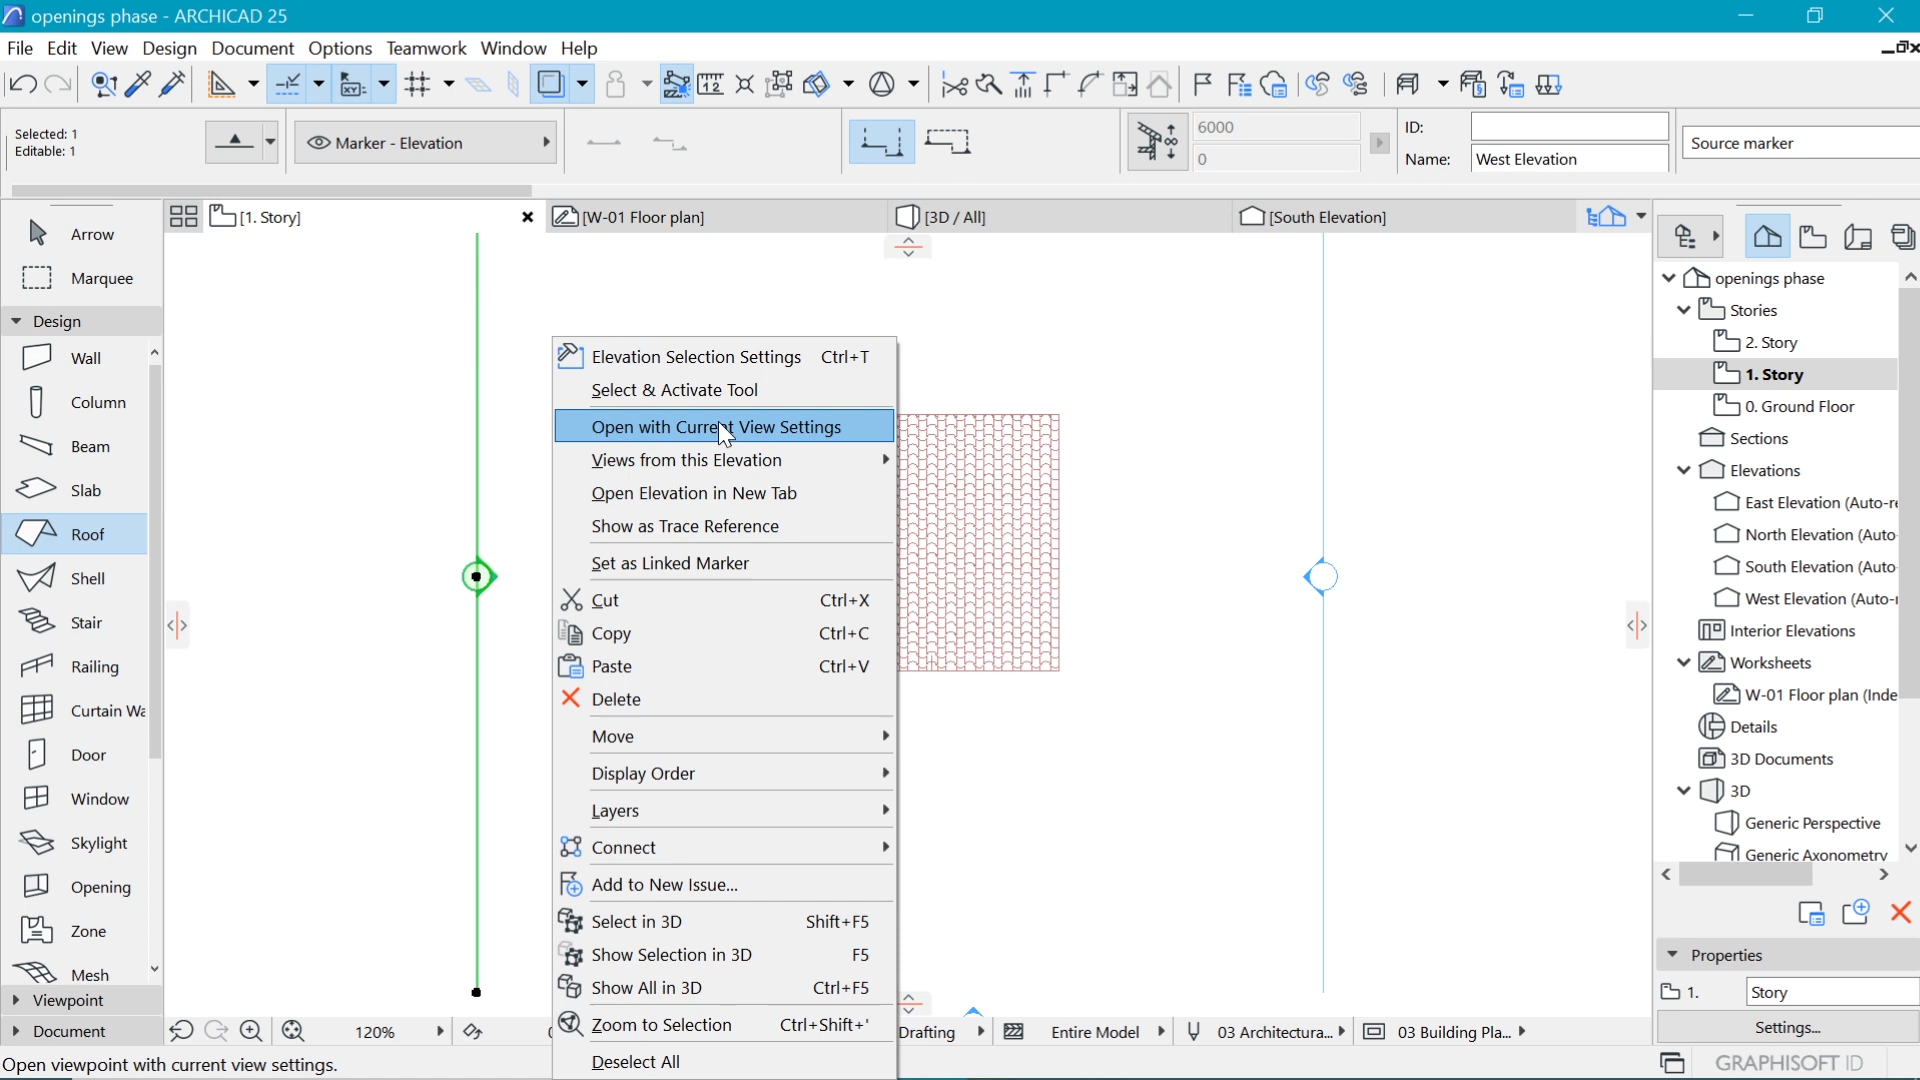 openings phase - ARCHICAD 25
File Edit View Design Document Options Teamwork Window Help
Selected: 1
Editable: 1
Marker - Elevation
6000
0
ID:
Name: West Elevation
Source marker
[1. Story]
[W-01 Floor plan]
[3D / All]
[South Elevation]
Arrow
Marquee
Design
Wall
Column
Beam
Slab
Roof
Shell
Stair
Railing
Curtain Wa
Door
Window
Skylight
Opening
Zone
Mesh
Viewpoint
Document
Elevation Selection Settings Ctrl+T
Select & Activate Tool
Open with Current View Settings
Views from this Elevation
Open Elevation in New Tab
Show as Trace Reference
Set as Linked Marker
Cut Ctrl+X
Copy Ctrl+C
Paste Ctrl+V
Delete
Move
Display Order
Layers
Connect
Add to New Issue...
Select in 3D Shift+F5
Show Selection in 3D F5
Show All in 3D Ctrl+F5
Zoom to Selection Ctrl+Shift+'
Deselect All
openings phase
Stories
2. Story
1. Story
0. Ground Floor
Sections
Elevations
East Elevation (Auto-re
North Elevation (Auto-
South Elevation (Auto-
West Elevation (Auto-r
Interior Elevations
Worksheets
W-01 Floor plan (Inde
Details
3D Documents
3D
Generic Perspective
Generic Axonometry
Properties
1. Story
Settings...
120%
Drafting
Entire Model
03 Architectura...
03 Building Pla...
Open viewpoint with current view settings.
GRAPHISOFT ID